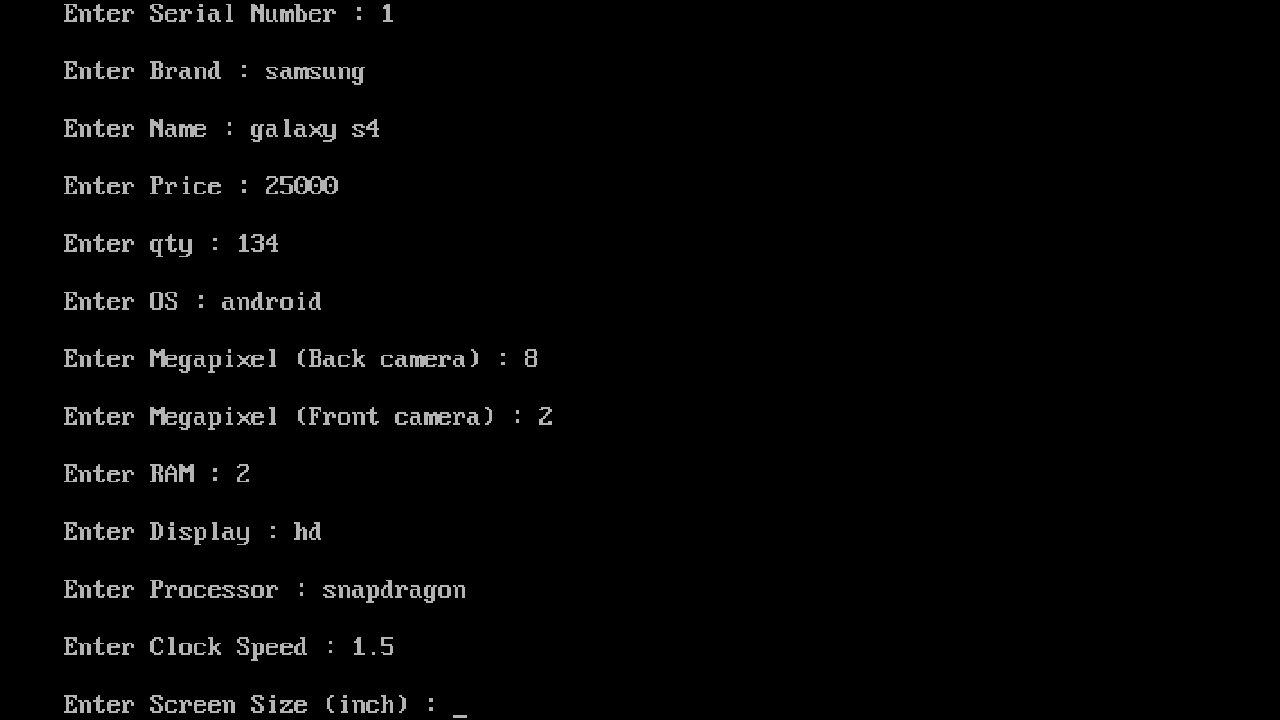 Enter Serial Number : 1
Enter Brand : samsung
Enter Name : galaxy s4
Enter Price : 25000
Enter qty : 134
Enter OS : android
Enter Megapixel (Back camera) : 8
Enter Megapixel (Front camera) : 2
Enter RAM : 2
Enter Display : hd
Enter Processor : snapdragon
Enter Clock Speed : 1.5
Enter Screen Size (inch) : _